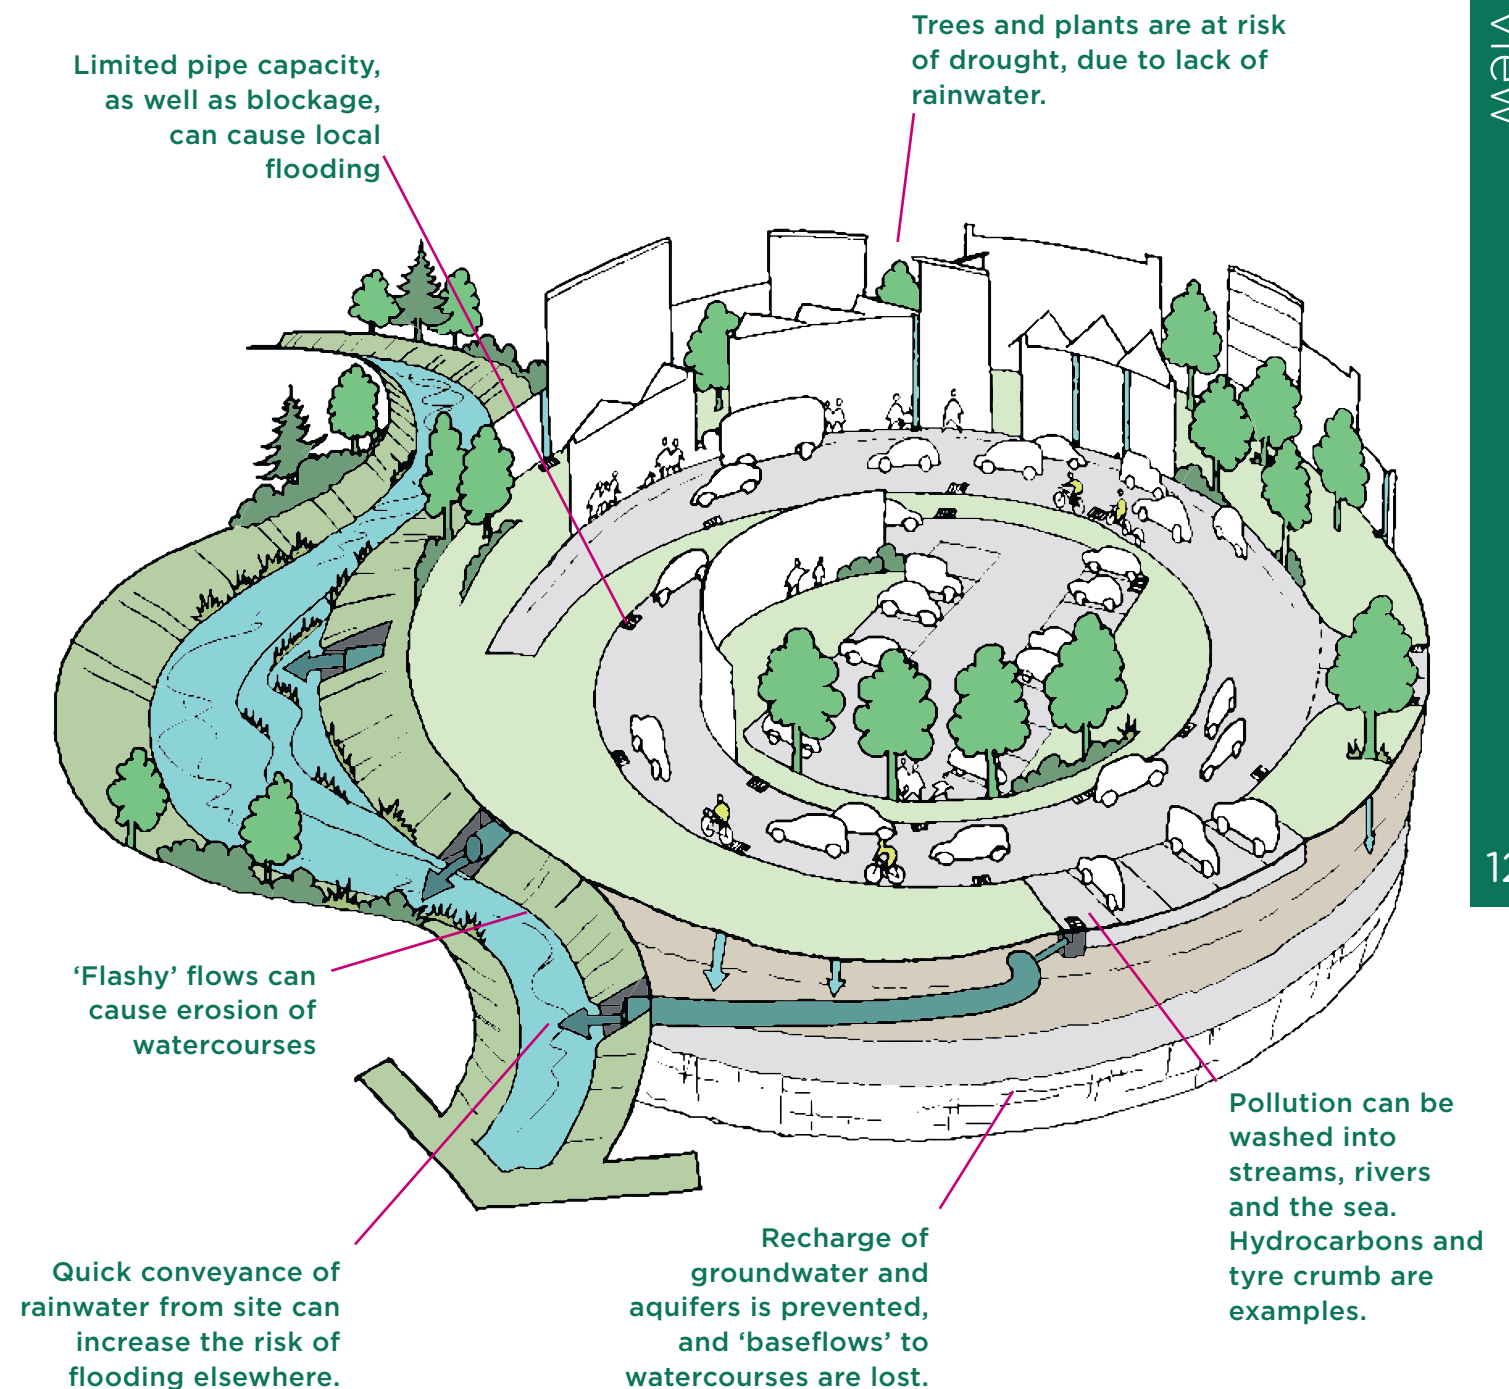 Trees and plants are at risk
of drought, due to lack of
rainwater.
Limited pipe capacity,
as well as blockage,
can cause local
flooding
view
12
‘Flashy’ flows can
cause erosion of
watercourses
Quick conveyance of
rainwater from site can
increase the risk of
flooding elsewhere.
Recharge of
groundwater and
aquifers is prevented,
and ‘baseflows’ to
watercourses are lost.
Pollution can be
washed into
streams, rivers
and the sea.
Hydrocarbons and
tyre crumb are
examples.